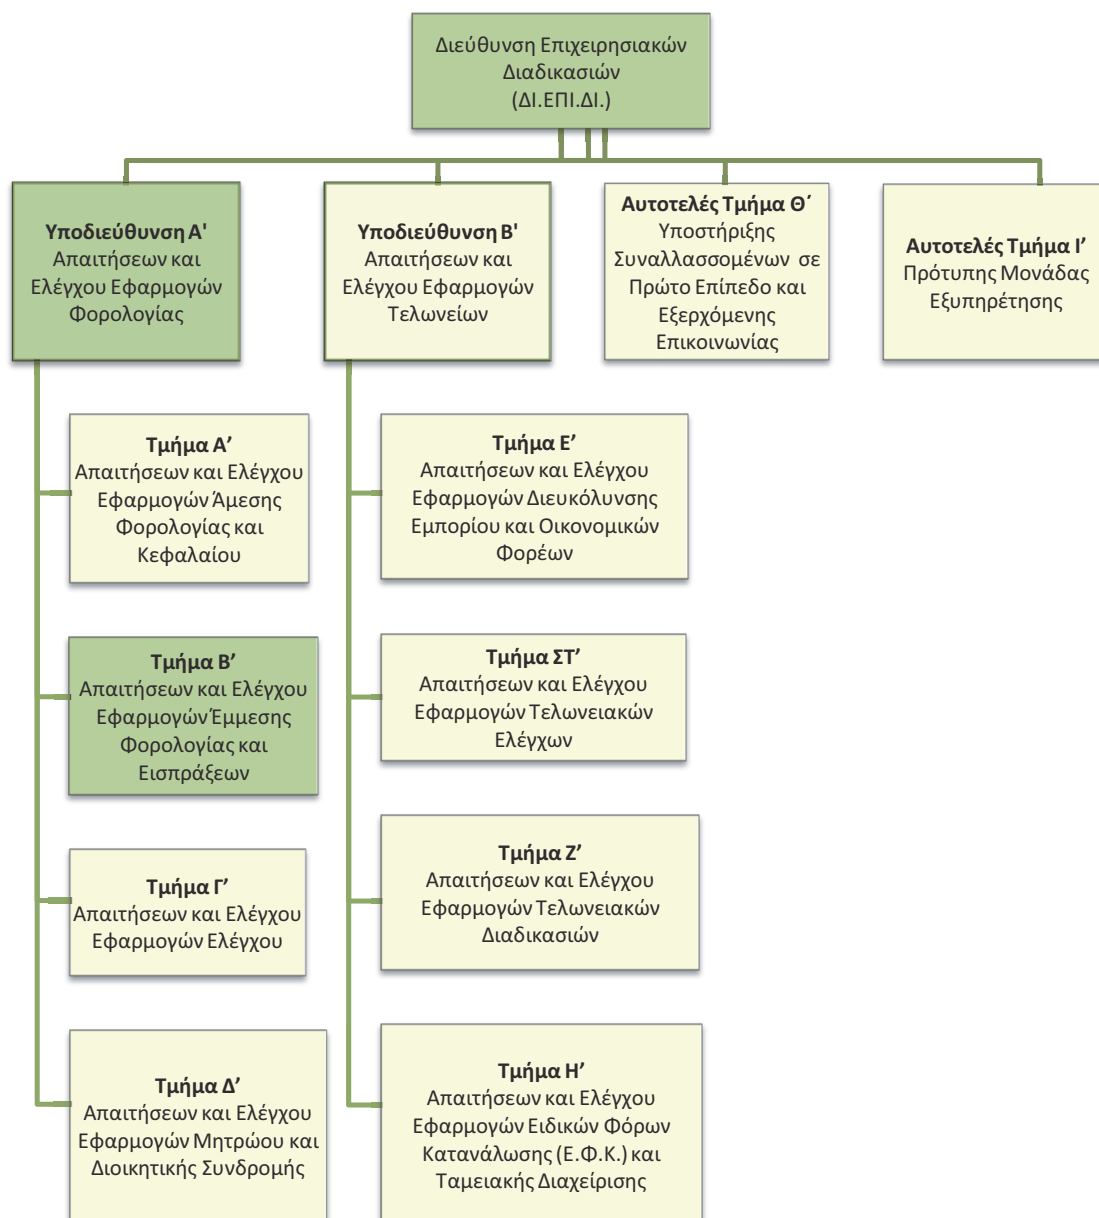 Διεύθυνση Επιχειρησιακών
Διαδικασιών
(ΔΙ.ΕΠΙ.ΔΙ.)
Υποδιεύθυνση Α'
Απαιτήσεων και
Ελέγχου Εφαρμογών
Φορολογίας
Υποδιεύθυνση Β'
Απαιτήσεων και
Ελέγχου Εφαρμογών
Τελωνείων
Αυτοτελές Τμήμα Θ΄
Υποστήριξης
Συναλλασσομένων σε
Πρώτο Επίπεδο και
Εξερχόμενης
Επικοινωνίας
Αυτοτελές Τμήμα Ι’
Πρότυπης Μονάδας
Εξυπηρέτησης
Τμήμα Α’
Απαιτήσεων και Ελέγχου
Εφαρμογών Άμεσης
Φορολογίας και
Κεφαλαίου
Τμήμα Β’
Απαιτήσεων και Ελέγχου
Εφαρμογών Έμμεσης
Φορολογίας και
Εισπράξεων
Τμήμα Γ’
Απαιτήσεων και Ελέγχου
Εφαρμογών Ελέγχου
Τμήμα Δ’
Απαιτήσεων και Ελέγχου
Εφαρμογών Μητρώου και
Διοικητικής Συνδρομής
Τμήμα Ε’
Απαιτήσεων και Ελέγχου
Εφαρμογών Διευκόλυνσης
Εμπορίου και Οικονομικών
Φορέων
Τμήμα ΣΤ’
Απαιτήσεων και Ελέγχου
Εφαρμογών Τελωνειακών
Ελέγχων
Τμήμα Ζ’
Απαιτήσεων και Ελέγχου
Εφαρμογών Τελωνειακών
Διαδικασιών
Τμήμα Η’
Απαιτήσεων και Ελέγχου
Εφαρμογών Ειδικών Φόρων
Κατανάλωσης (Ε.Φ.Κ.) και
Ταμειακής Διαχείρισης